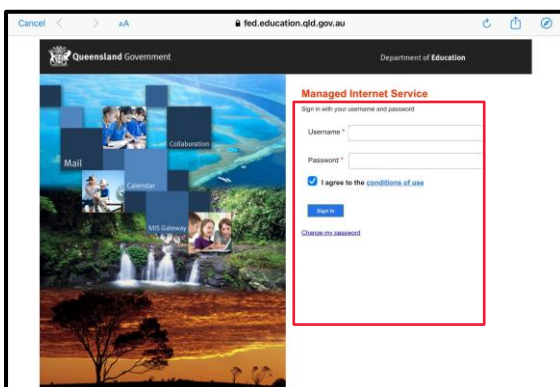 Cancel AA fed.education.qld.gov.au
Queensland Government
Department of Education
Managed Internet Service
Sign in with your username and password
Username *
Password *
I agree to the conditions of use
Sign in
Change my password
Collaboration
Mail
Calendar
MIS Gateway